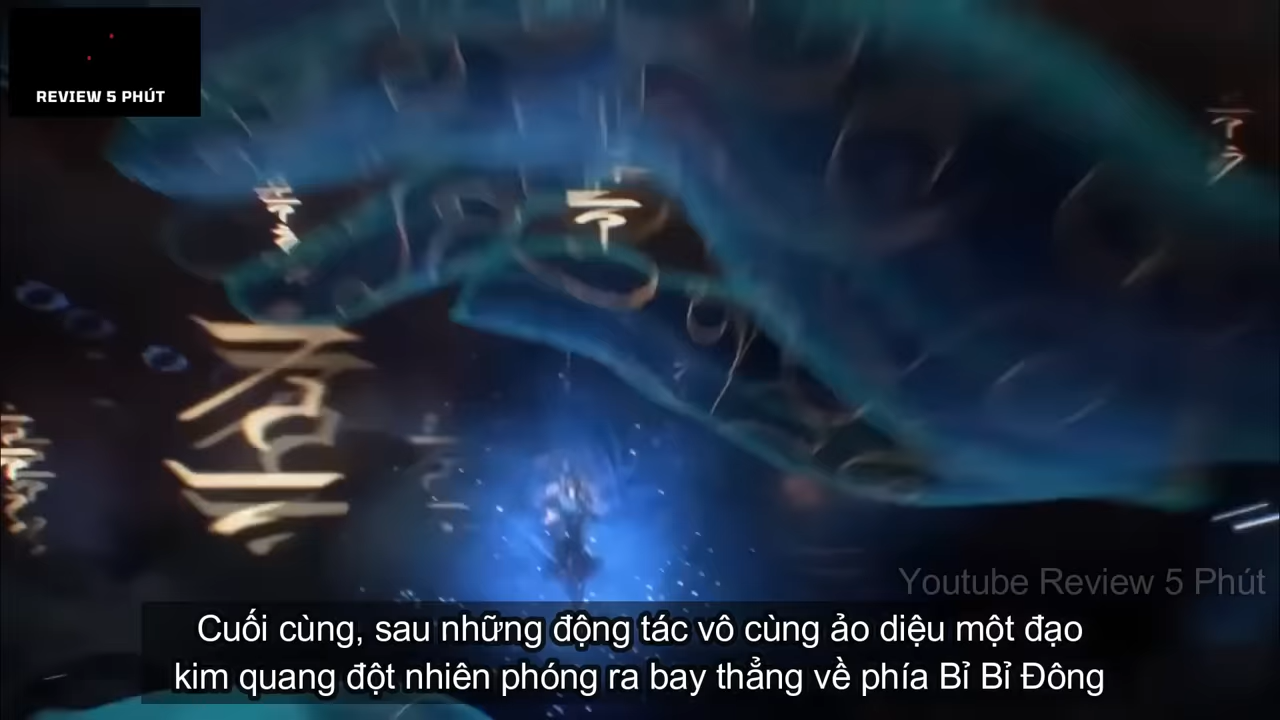 REVIEW 5 PHÚT
Youtube Review 5 Phút
Cuối cùng, sau những động tác vô cùng ảo diệu một đạo
kim quang đột nhiên phóng ra bay thẳng về phía Bỉ Bỉ Đông